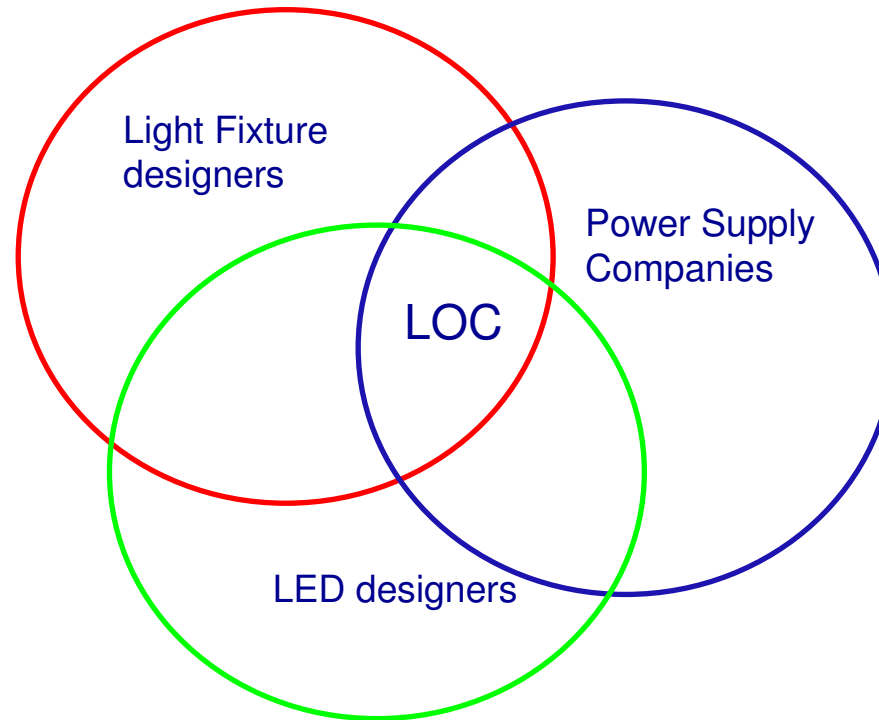 Light Fixture
designers
Power Supply
Companies
LOC
LED designers